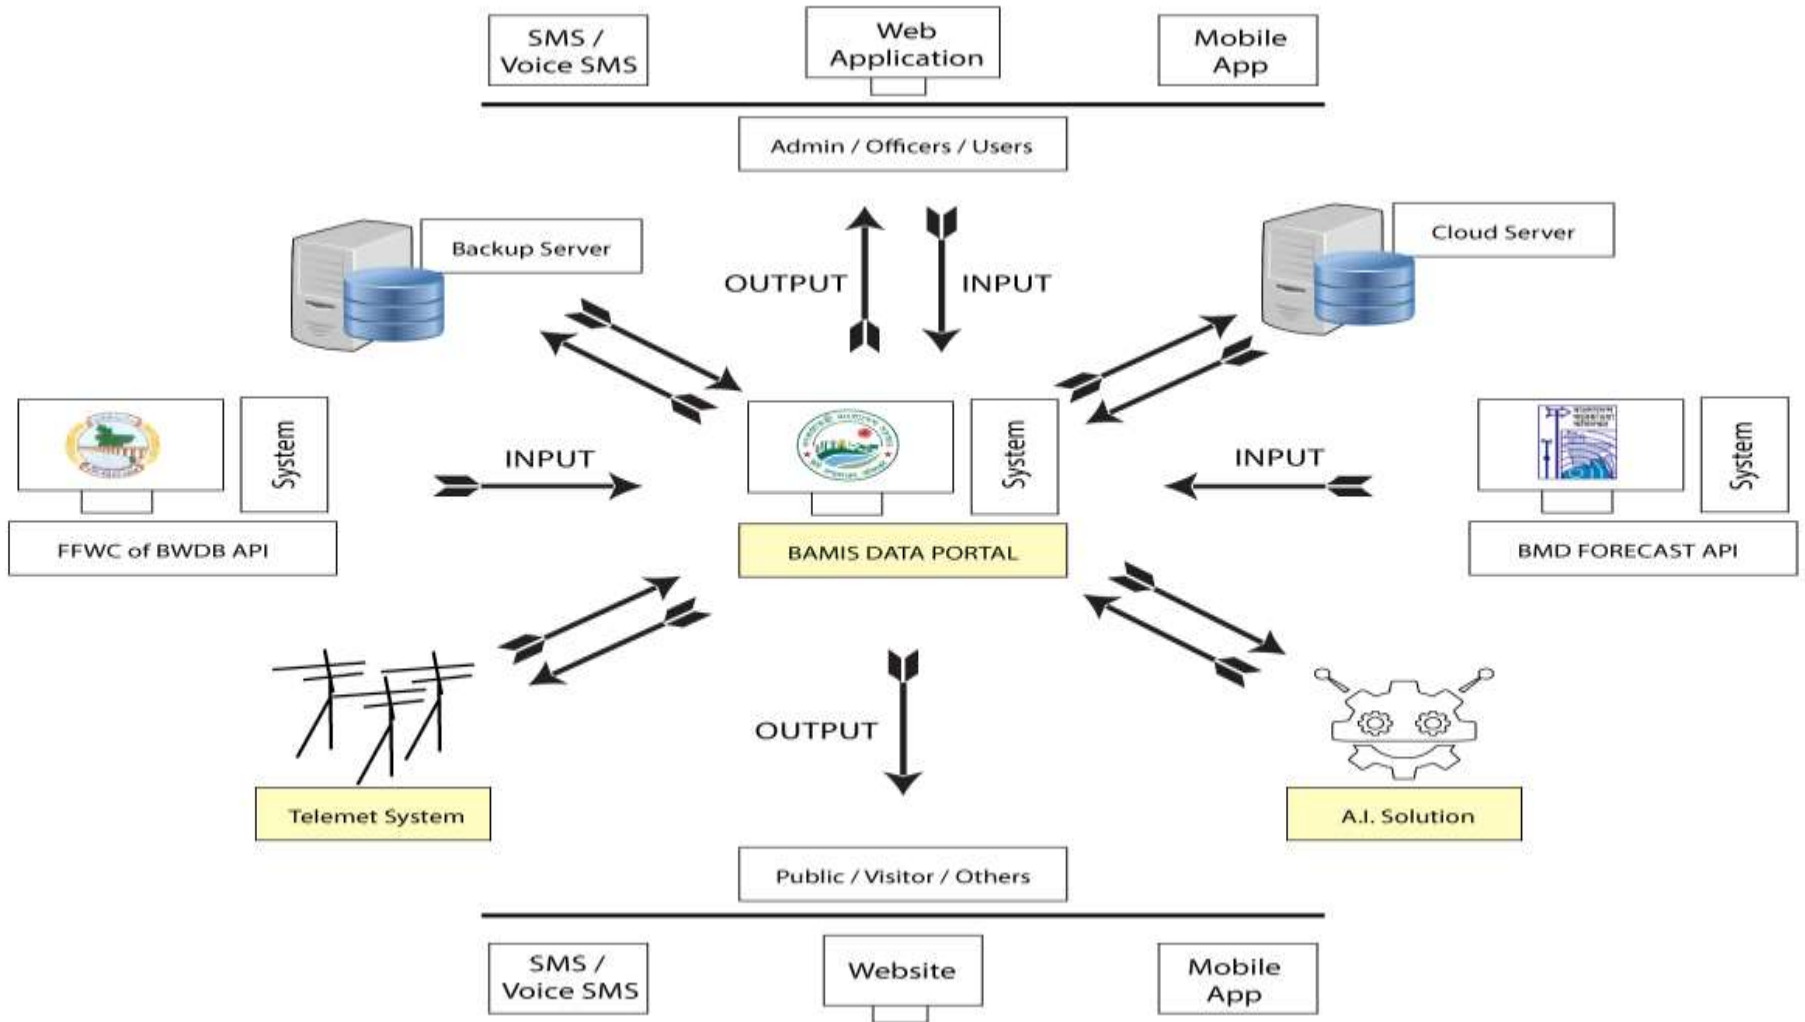 SMS /
Voice SMS
Web
Application
Mobile
App
Admin / Officers / Users
Backup Server
Cloud Server
OUTPUT
INPUT
System
INPUT
System
INPUT
System
FFWC of BWDB API
BAMIS DATA PORTAL
BMD FORECAST API
OUTPUT
Telemet System
A.I. Solution
Public / Visitor / Others
SMS /
Voice SMS
Website
Mobile
App